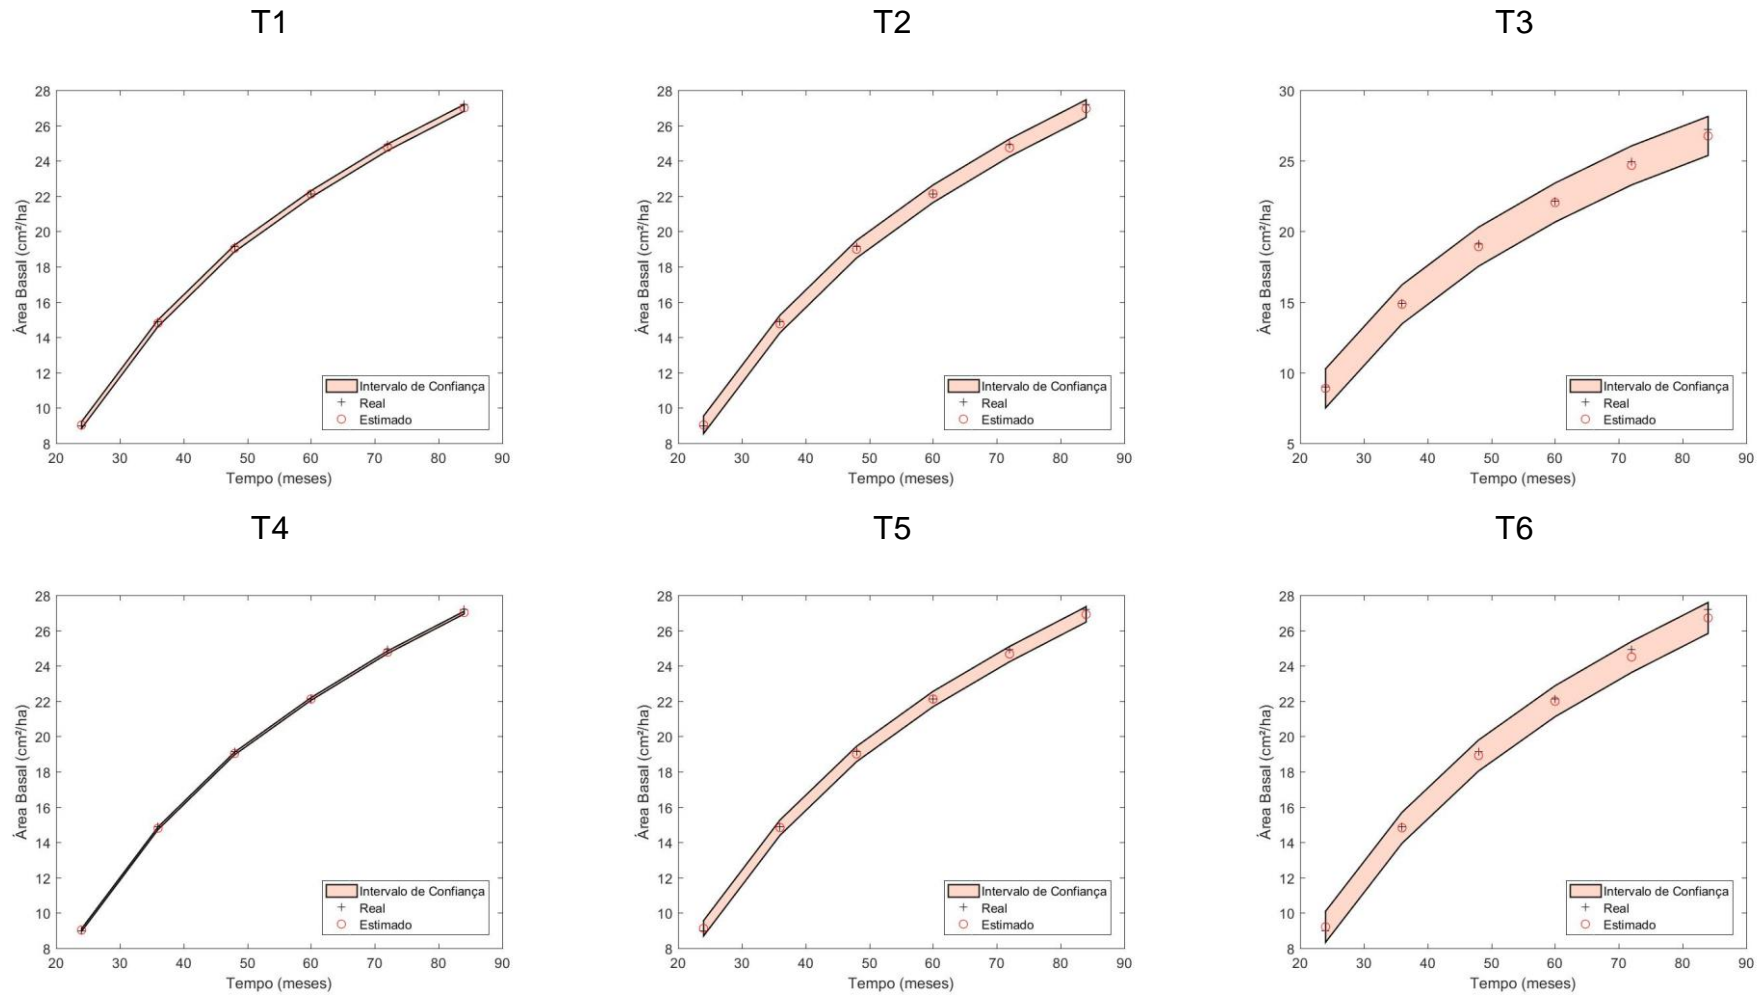 T1
T2
T3
Área Basal (cm²/ha)
28
26
24
22
20
18
16
14
12
10
8
20 30 40 50 60 70 80 90
Tempo (meses)
Intervalo de Confiança
Real
Estimado
Área Basal (cm²/ha)
28
26
24
22
20
18
16
14
12
10
8
20 30 40 50 60 70 80 90
Tempo (meses)
Intervalo de Confiança
Real
Estimado
Área Basal (cm²/ha)
30
25
20
15
10
5
20 30 40 50 60 70 80 90
Tempo (meses)
Intervalo de Confiança
Real
Estimado
T4
T5
T6
Área Basal (cm²/ha)
28
26
24
22
20
18
16
14
12
10
8
20 30 40 50 60 70 80 90
Tempo (meses)
Intervalo de Confiança
Real
Estimado
Área Basal (cm²/ha)
28
26
24
22
20
18
16
14
12
10
8
20 30 40 50 60 70 80 90
Tempo (meses)
Intervalo de Confiança
Real
Estimado
Área Basal (cm²/ha)
28
26
24
22
20
18
16
14
12
10
8
20 30 40 50 60 70 80 90
Tempo (meses)
Intervalo de Confiança
Real
Estimado